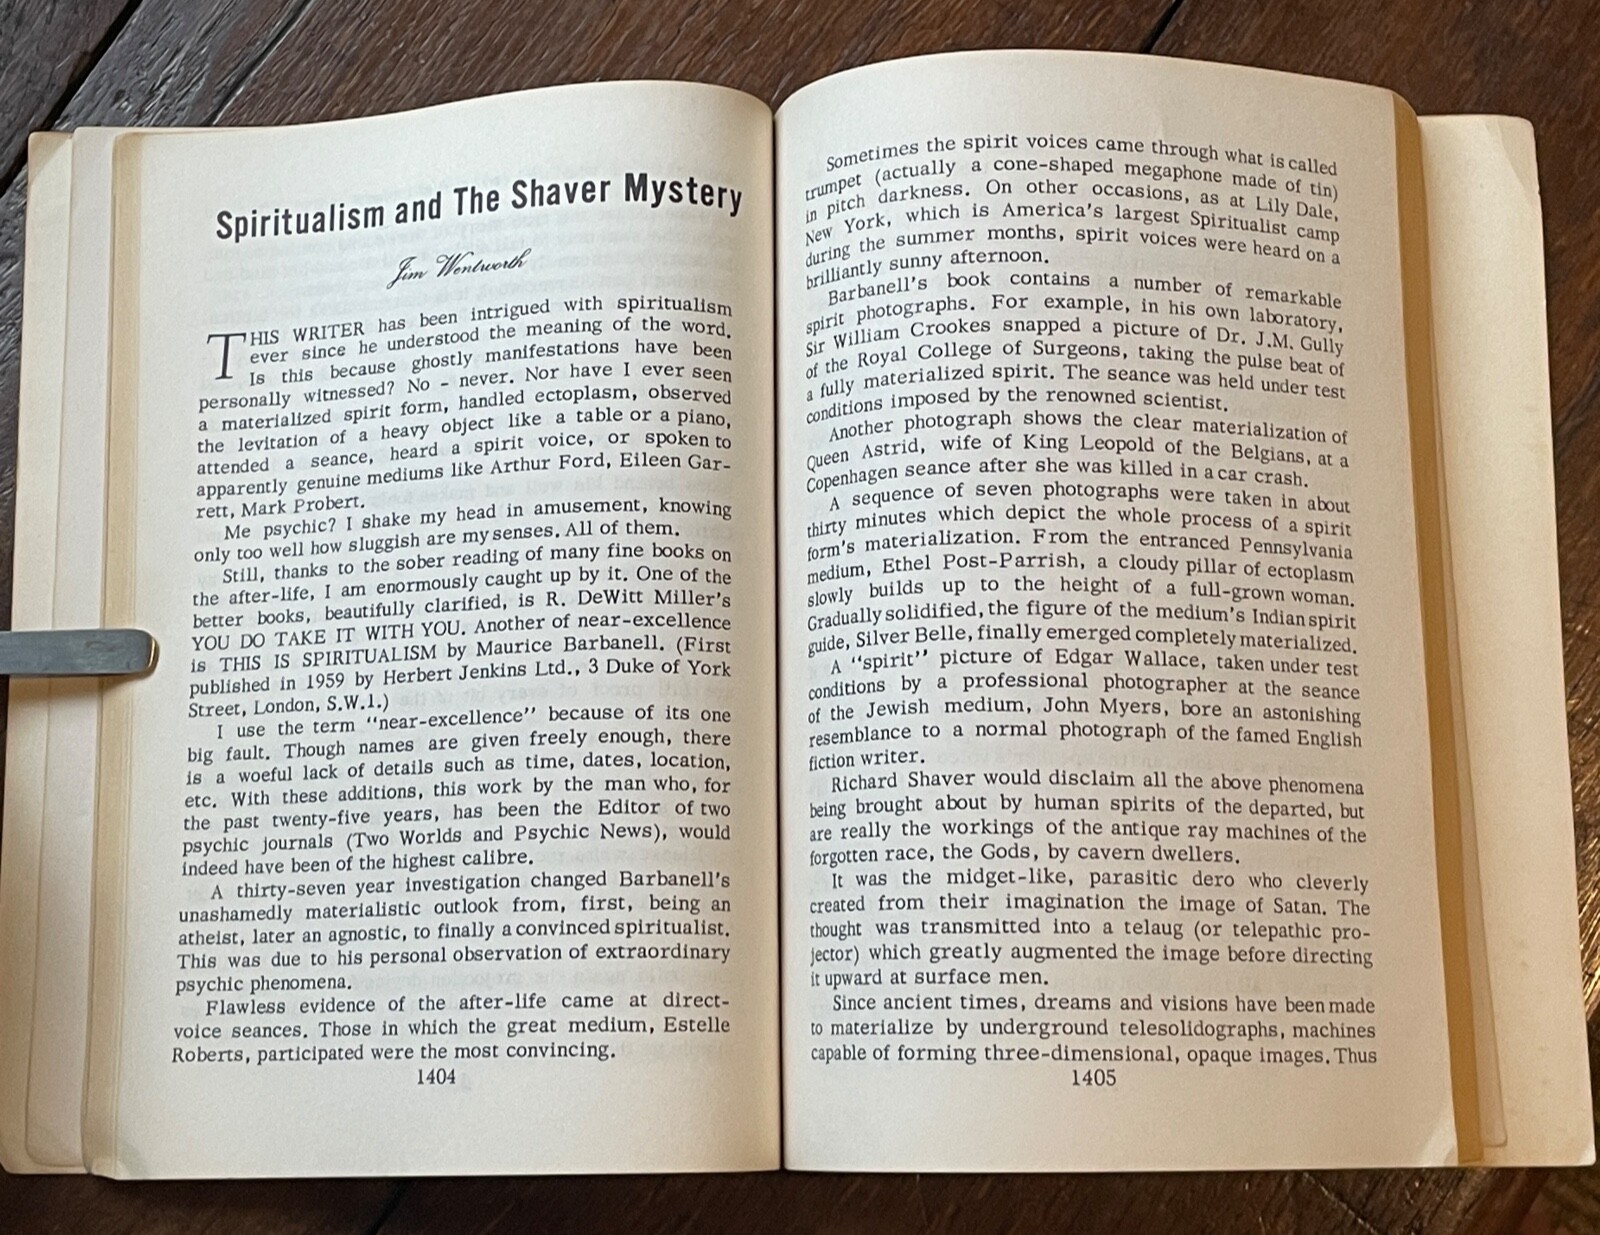 Spiritualism and The Shaver Mystery
Jim Wentworth
THIS WRITER has been intrigued with spiritualism
ever since he understood the meaning of the word.
Is this because ghostly manifestations have been
personally witnessed? No - never. Nor have I ever seen
a materialized spirit form, handled ectoplasm, observed
the levitation of a heavy object like a table or a piano,
attended a seance, heard a spirit voice, or spoken to
apparently genuine mediums like Arthur Ford, Eileen Gar-
rett, Mark Probert.
Me psychic? I shake my head in amusement, knowing
only too well how sluggish are my senses. All of them.
Still, thanks to the sober reading of many fine books on
the after-life, I am enormously caught up by it. One of the
better books, beautifully clarified, is R. DeWitt Miller's
YOU DO TAKE IT WITH YOU. Another of near-excellence
is THIS IS SPIRITUALISM by Maurice Barbanell. (First
published in 1959 by Herbert Jenkins Ltd., 3 Duke of York
Street, London, S.W.1.)
I use the term "near-excellence" because of its one
big fault. Though names are given freely enough, there
is a woeful lack of details such as time, dates, location,
etc. With these additions, this work by the man who, for
the past twenty-five years, has been the Editor of two
psychic journals (Two Worlds and Psychic News), would
indeed have been of the highest calibre.
A thirty-seven year investigation changed Barbanell's
unashamedly materialistic outlook from, first, being an
atheist, later an agnostic, to finally a convinced spiritualist.
This was due to his personal observation of extraordinary
psychic phenomena.
Flawless evidence of the after-life came at direct-
voice seances. Those in which the great medium, Estelle
Roberts, participated were the most convincing.
1404
Sometimes the spirit voices came through what is called
trumpet (actually a cone-shaped megaphone made of tin)
in pitch darkness. On other occasions, as at Lily Dale,
New York, which is America's largest Spiritualist camp
during the summer months, spirit voices were heard on a
brilliantly sunny afternoon.
Barbanell's book contains a number of remarkable
spirit photographs. For example, in his own laboratory,
Sir William Crookes snapped a picture of Dr. J.M. Gully
of the Royal College of Surgeons, taking the pulse beat of
a fully materialized spirit. The seance was held under test
conditions imposed by the renowned scientist.
Another photograph shows the clear materialization of
Queen Astrid, wife of King Leopold of the Belgians, at a
Copenhagen seance after she was killed in a car crash.
A sequence of seven photographs were taken in about
thirty minutes which depict the whole process of a spirit
form's materialization. From the entranced Pennsylvania
medium, Ethel Post-Parrish, a cloudy pillar of ectoplasm
slowly builds up to the height of a full-grown woman.
Gradually solidified, the figure of the medium's Indian spirit
guide, Silver Belle, finally emerged completely materialized.
A "spirit" picture of Edgar Wallace, taken under test
conditions by a professional photographer at the seance
of the Jewish medium, John Myers, bore an astonishing
resemblance to a normal photograph of the famed English
fiction writer.
Richard Shaver would disclaim all the above phenomena
being brought about by human spirits of the departed, but
are really the workings of the antique ray machines of the
forgotten race, the Gods, by cavern dwellers.
It was the midget-like, parasitic dero who cleverly
created from their imagination the image of Satan. The
thought was transmitted into a telaug (or telepathic pro-
jector) which greatly augmented the image before directing
it upward at surface men.
Since ancient times, dreams and visions have been made
to materialize by underground telesolidographs, machines
capable of forming three-dimensional, opaque images. Thus
1405